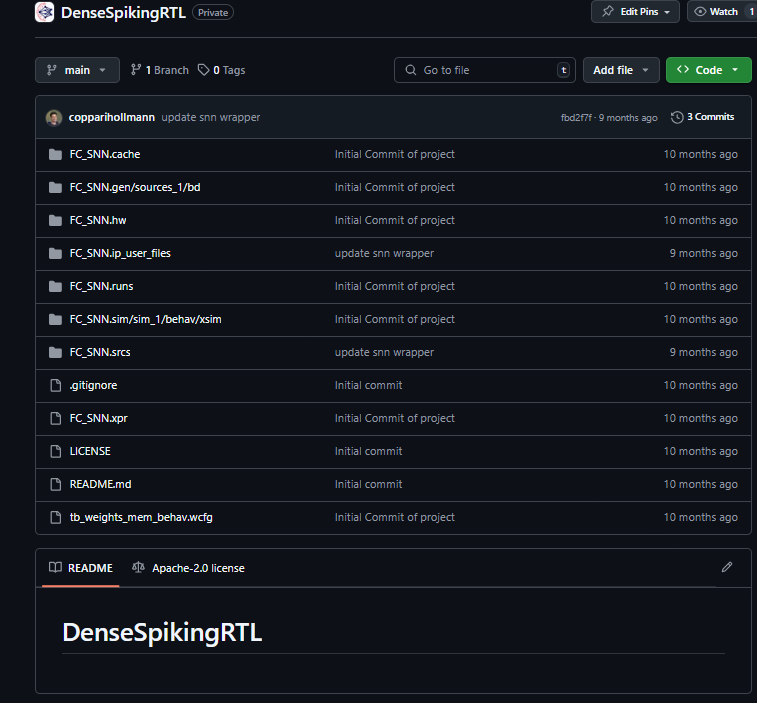 DenseSpikingRTL Private Edit Pins Watch 1
main 1 Branch 0 Tags Go to file t Add file Code
copparihollmann update snn wrapper fbd2f7f · 9 months ago 3 Commits
FC_SNN.cache Initial Commit of project 10 months ago
FC_SNN.gen/sources_1/bd Initial Commit of project 10 months ago
FC_SNN.hw Initial Commit of project 10 months ago
FC_SNN.ip_user_files update snn wrapper 9 months ago
FC_SNN.runs Initial Commit of project 10 months ago
FC_SNN.sim/sim_1/behav/xsim Initial Commit of project 10 months ago
FC_SNN.srcs update snn wrapper 9 months ago
.gitignore Initial commit 10 months ago
FC_SNN.xpr Initial Commit of project 10 months ago
LICENSE Initial commit 10 months ago
README.md Initial commit 10 months ago
tb_weights_mem_behav.wcfg Initial Commit of project 10 months ago
README Apache-2.0 license
DenseSpikingRTL